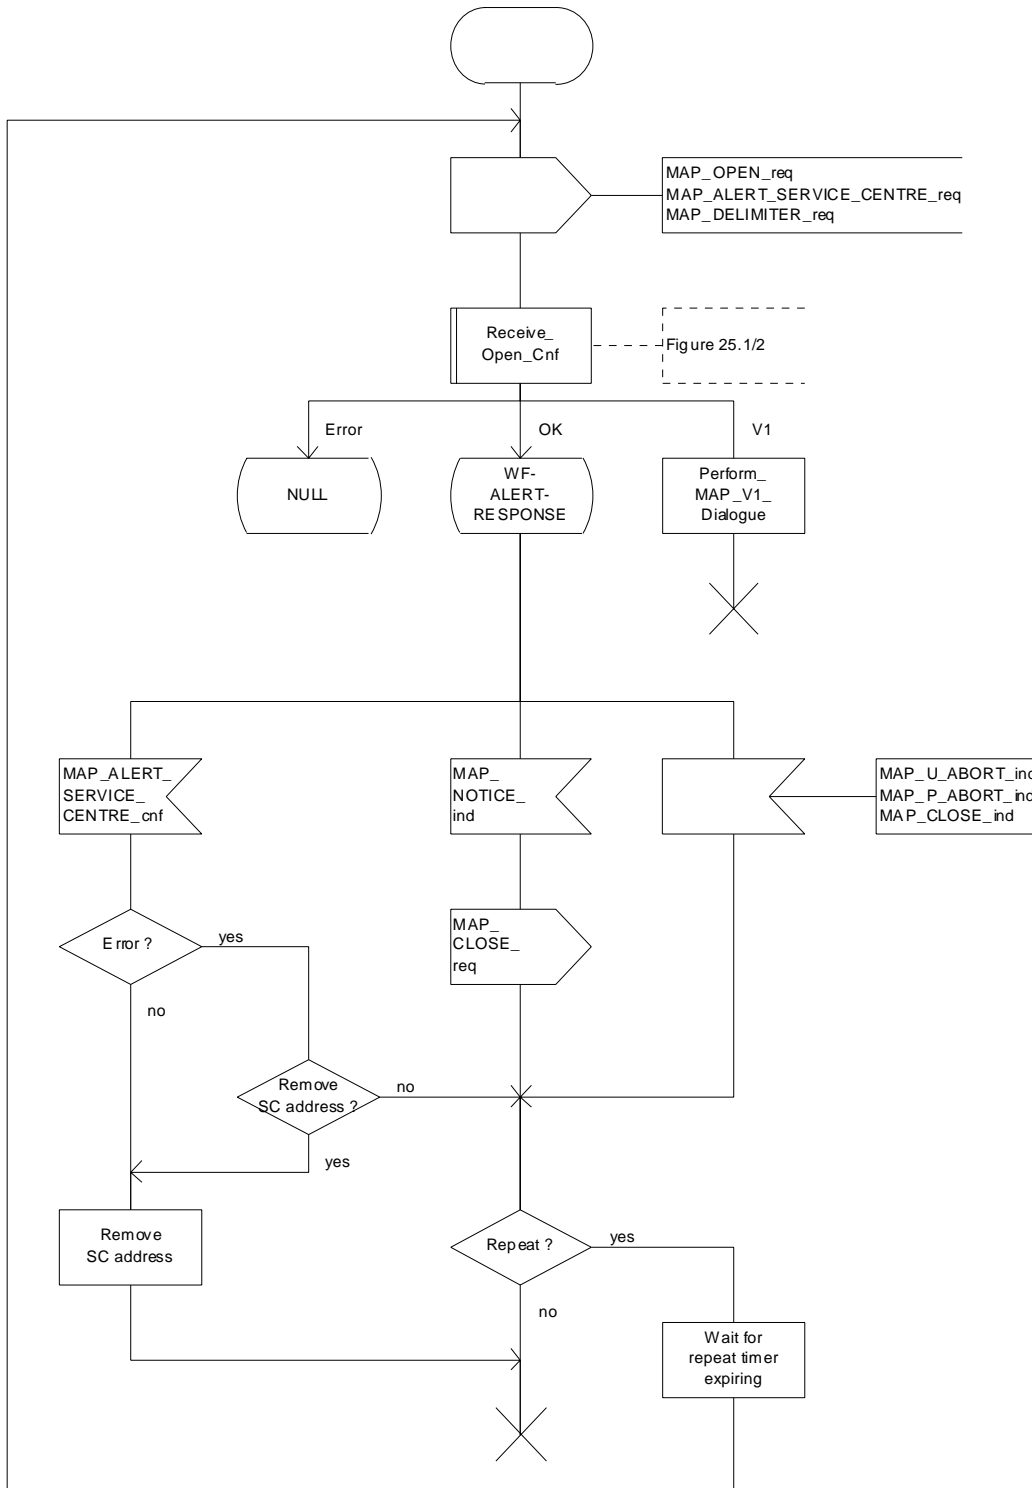 MAP_OPEN_req
MAP_ALERT_SERVICE_CENTRE_req
MAP_DELIMITER_req
Receive_
Open_Cnf
Figure 25.1/2
Error
OK
V1
NULL
WF-
ALERT-
RESPONSE
Perform_
MAP_V1_
Dialogue
MAP_ALERT_
SERVICE_
CENTRE_cnf
MAP_
NOTICE_
ind
MAP_U_ABORT_ind
MAP_P_ABORT_ind
MAP_CLOSE_ind
Error ?
yes
no
MAP_
CLOSE_
req
Remove
SC address ?
no
yes
Remove
SC address
Repeat ?
yes
no
Wait for
repeat timer
expiring